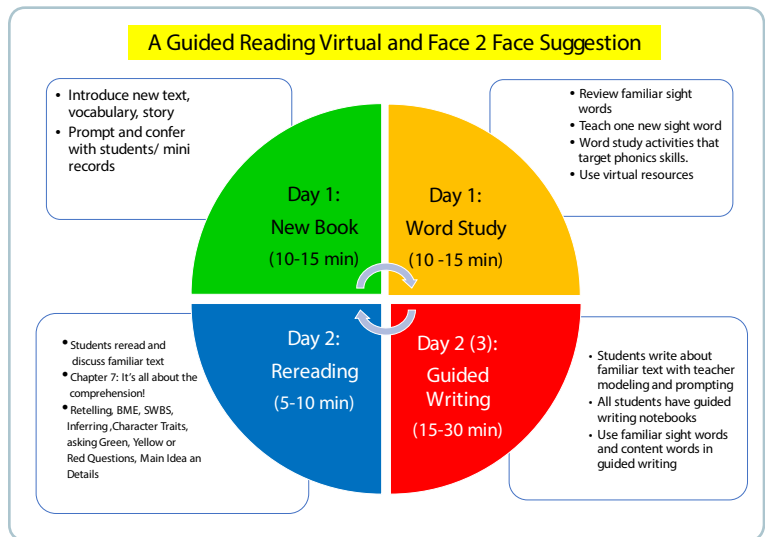 A Guided Reading Virtual and Face 2 Face Suggestion
• Introduce new text,
vocabulary, story
• Prompt and confer
with students/ mini
records
• Review familiar sight
words
• Teach one new sight word
• Word study activities that
target phonics skills.
• Use virtual resources
Day 1:
New Book
(10-15 min)
Day 1:
Word Study
(10 -15 min)
Day 2:
Rereading
(5-10 min)
Day 2 (3):
Guided
Writing
(15-30 min)
• Students reread and
discuss familiar text
• Chapter 7: It's all about the
comprehension!
• Retelling, BME, SWBS,
Inferring ,Character Traits,
asking Green, Yellow or
Red Questions, Main Idea an
Details
• Students write about
familiar text with teacher
modeling and prompting
• All students have guided
writing notebooks
• Use familiar sight words
and content words in
guided writing